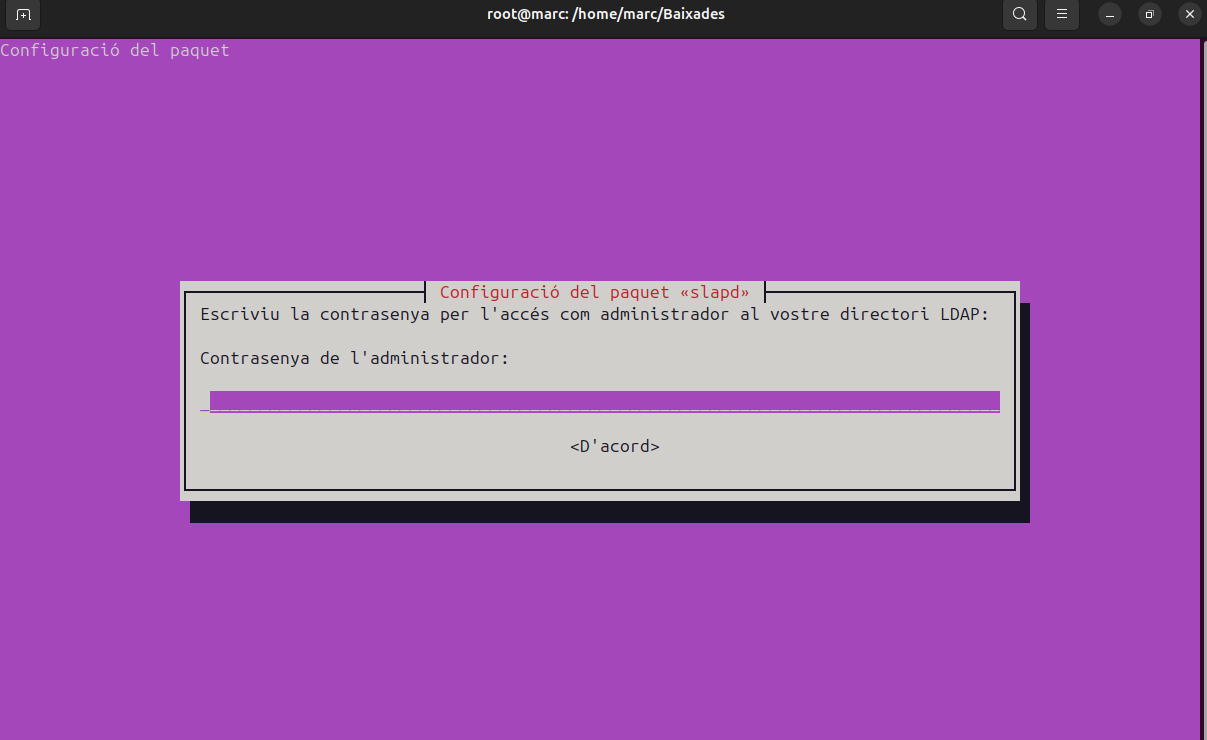 root@marc: /home/marc/Baixades
Configuració del paquet
Configuració del paquet «slapd»
Escriviu la contrasenya per l'accés com administrador al vostre directori LDAP:
Contrasenya de l'administrador:
<D'acord>